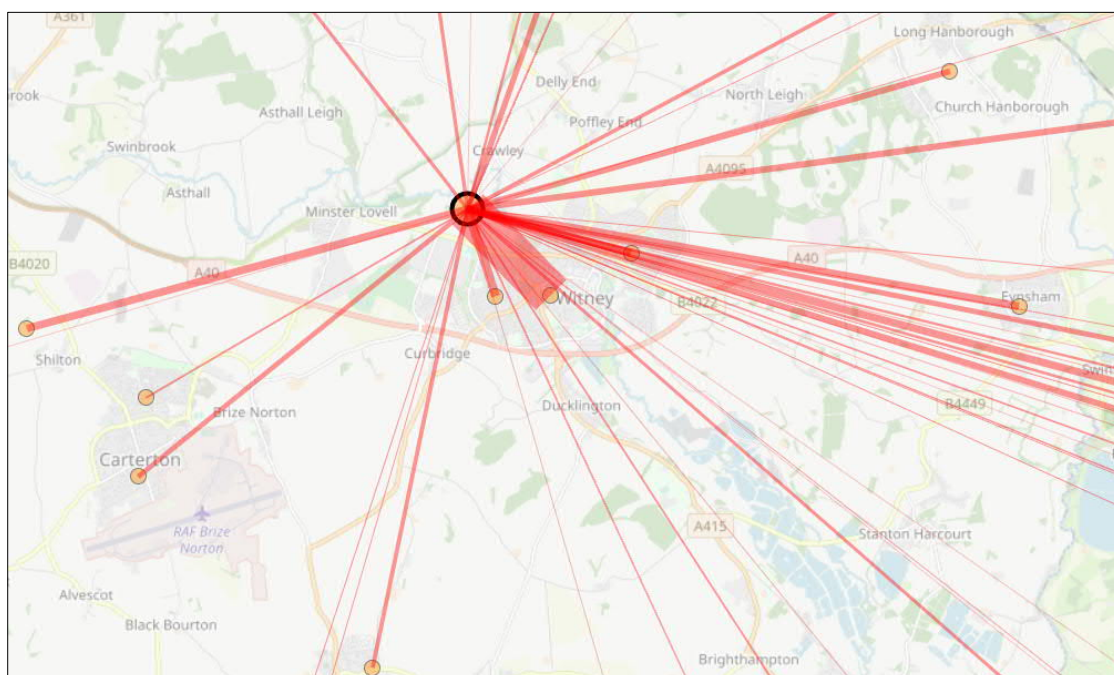 A361
Long Hanborough
Delly End
brook
Asthall Leigh
North Leigh
Church Hanborough
Poffley End
Swinbrook
Crawley
A4095
Asthall
Minster Lovell
B4020
A40
A40
Witney
B4022
Eynsham
Shilton
Curbridge
Swin
Brize Norton
Ducklington
B4449
Carterton
RAF Brize
Norton
A415
Stanton Harcourt
Alvescot
Black Bourton
Brighthampton